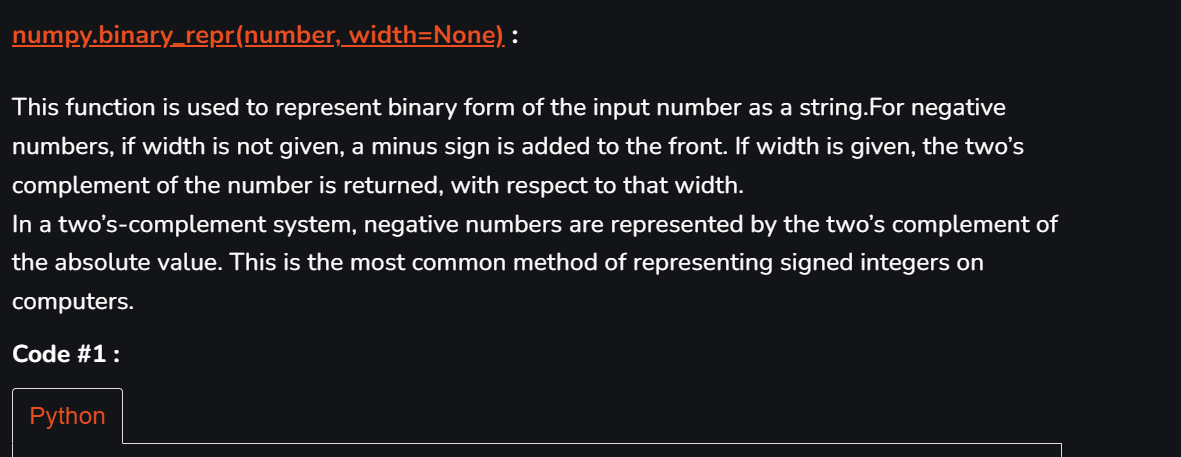 numpy.binary_repr(number, width=None) :
This function is used to represent binary form of the input number as a string.For negative
numbers, if width is not given, a minus sign is added to the front. If width is given, the two’s
complement of the number is returned, with respect to that width.
In a two’s-complement system, negative numbers are represented by the two’s complement of
the absolute value. This is the most common method of representing signed integers on
computers.
Code #1 :
Python